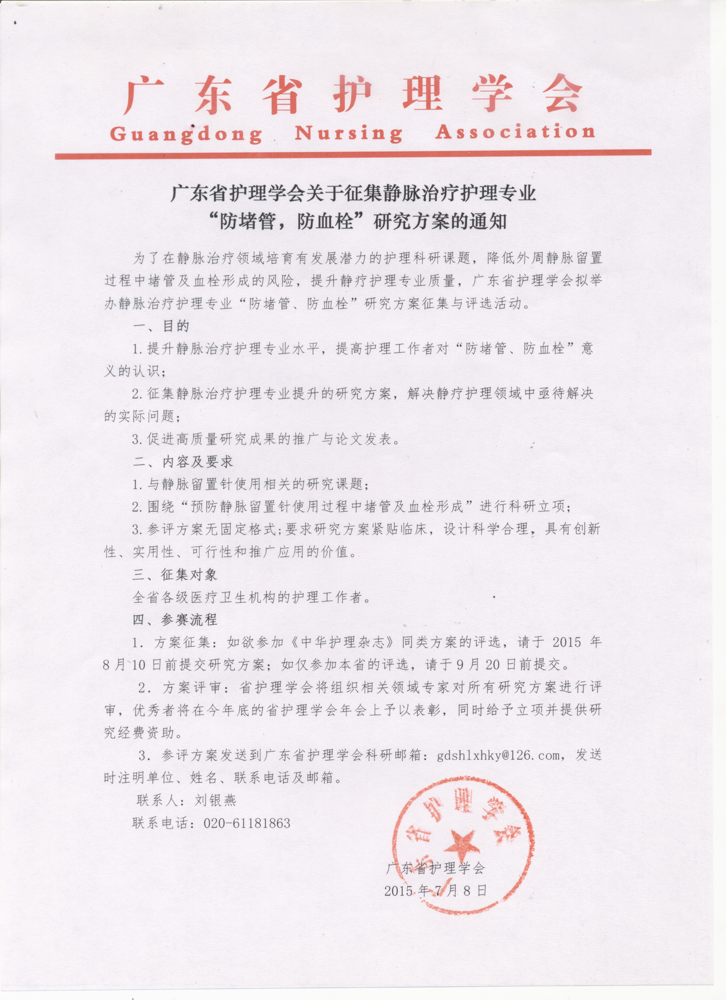 广东省护理学会
Guangdong Nursing Association
广东省护理学会关于征集静脉治疗护理专业
“防堵管，防血栓”研究方案的通知
为了在静脉治疗领域培育有发展潜力的护理科研课题，降低外周静脉留置
过程中堵管及血栓形成的风险，提升静疗护理专业质量，广东省护理学会拟举
办静脉治疗护理专业“防堵管、防血栓”研究方案征集与评选活动。
一、目的
1.提升静脉治疗护理专业水平，提高护理工作者对“防堵管、防血栓”意
义的认识；
2.征集静脉治疗护理专业提升的研究方案，解决静疗护理领域中亟待解决
的实际问题；
3.促进高质量研究成果的推广与论文发表。
二、内容及要求
1.与静脉留置针使用相关的研究课题；
2.围绕“预防静脉留置针使用过程中堵管及血栓形成”进行科研立项；
3.参评方案无固定格式;要求研究方案紧贴临床，设计科学合理，具有创新
性、实用性、可行性和推广应用的价值。
三、征集对象
全省各级医疗卫生机构的护理工作者。
四、参赛流程
1. 方案征集：如欲参加《中华护理杂志》同类方案的评选，请于 2015 年
8 月 10 日前提交研究方案；如仅参加本省的评选，请于 9 月 20 日前提交。
2. 方案评审：省护理学会将组织相关领域专家对所有研究方案进行评
审，优秀者将在今年底的省护理学会年会上予以表彰，同时给予立项并提供研
究经费资助。
3. 参评方案发送到广东省护理学会科研邮箱：gdshlxhky@126.com，发送
时注明单位、姓名、联系电话及邮箱。
联系人：刘银燕
联系电话：020-61181863
广东省护理学会
广东省护理学会
2015 年 7 月 8 日